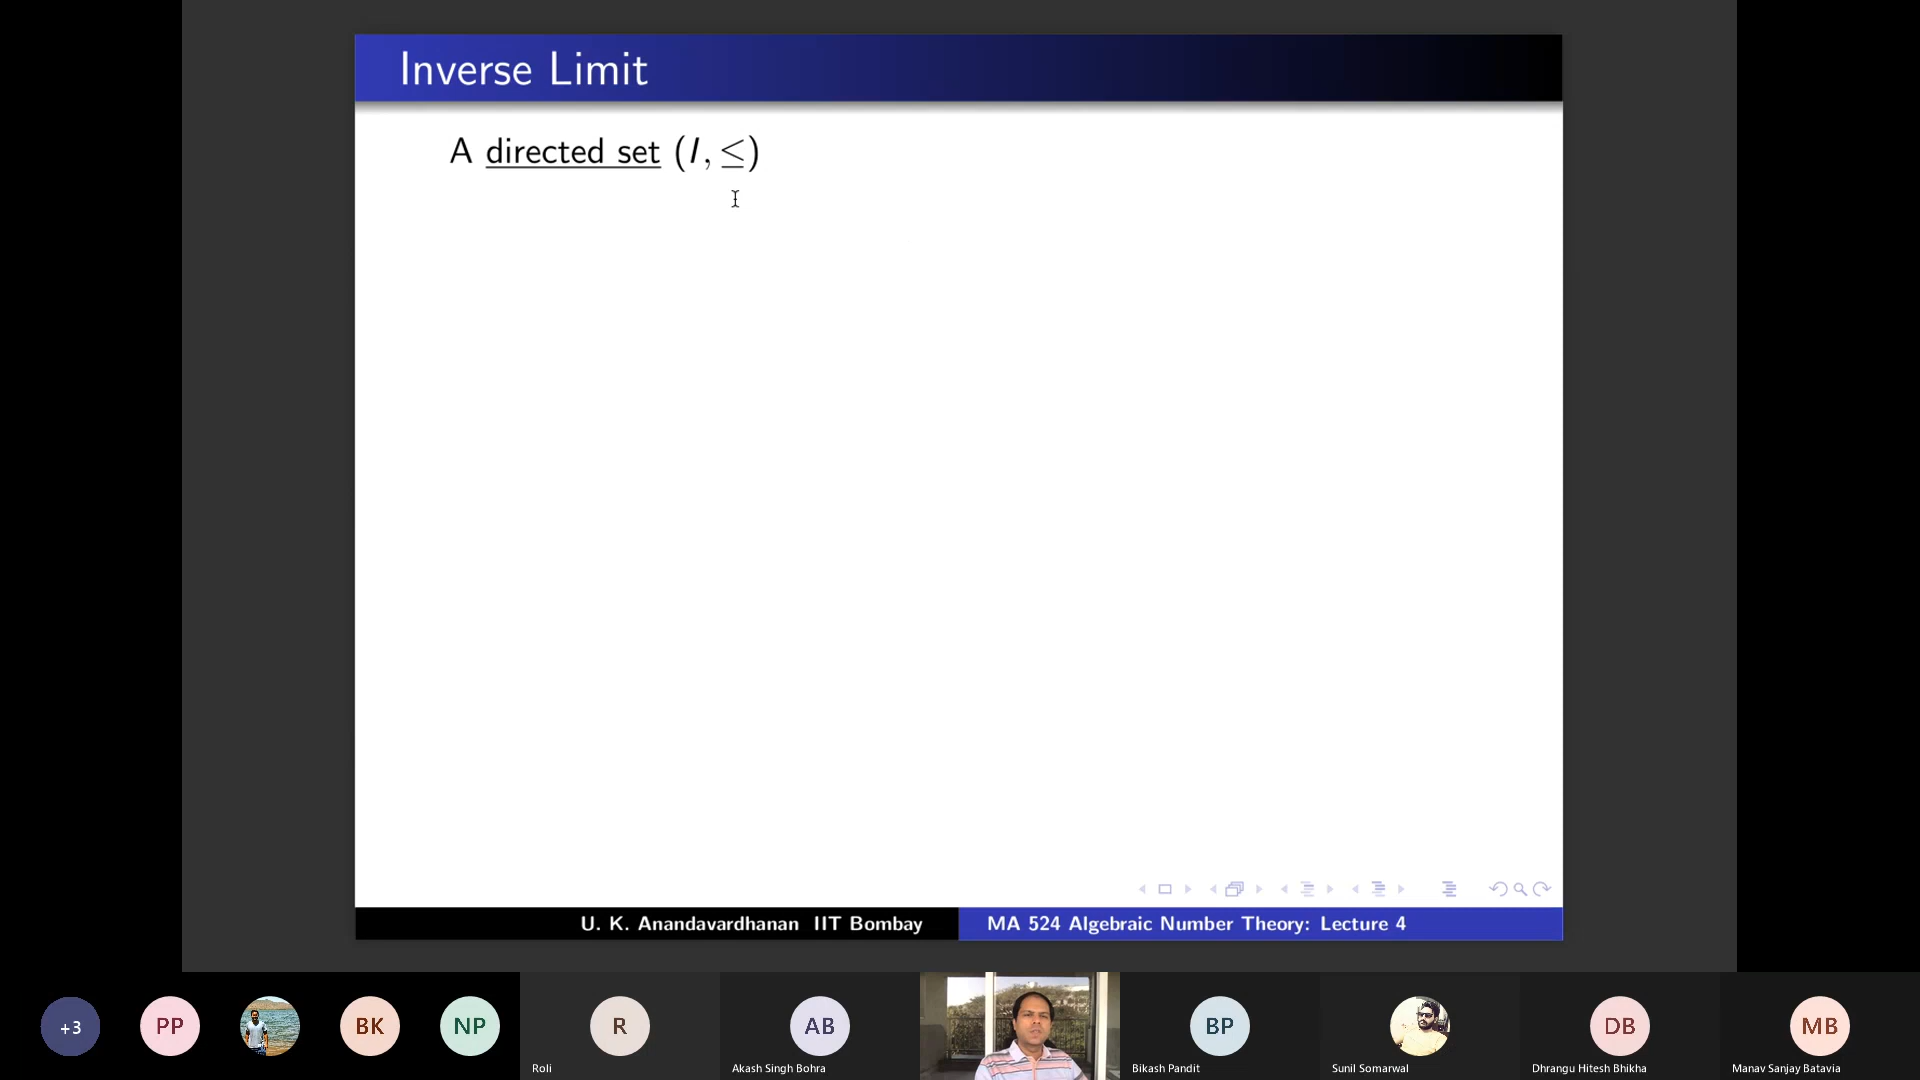 Inverse Limit
A directed set (I, ≤)
U. K. Anandavardhanan IIT Bombay
MA 524 Algebraic Number Theory: Lecture 4
+3
PP
BK
NP
R
AB
BP
DB
MB
Roli
Akash Singh Bohra
Bikash Pandit
Sunil Somarwal
Dhrangu Hitesh Bhikha
Manav Sanjay Batavia